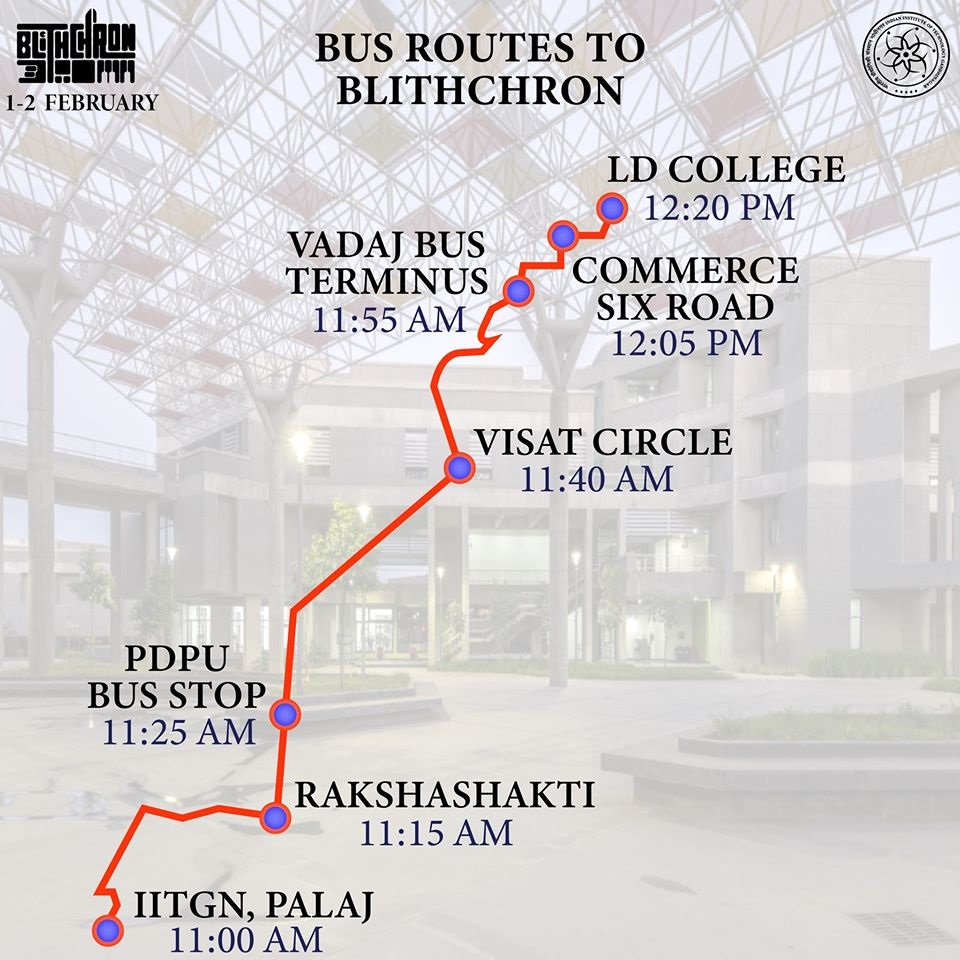 BLITHCHRON
1-2 FEBRUARY
BUS ROUTES TO
BLITHCHRON
LD COLLEGE
12:20 PM
VADAJ BUS
TERMINUS
11:55 AM
COMMERCE
SIX ROAD
12:05 PM
VISAT CIRCLE
11:40 AM
PDPU
BUS STOP
11:25 AM
RAKSHASHAKTI
11:15 AM
IITGN, PALAJ
11:00 AM